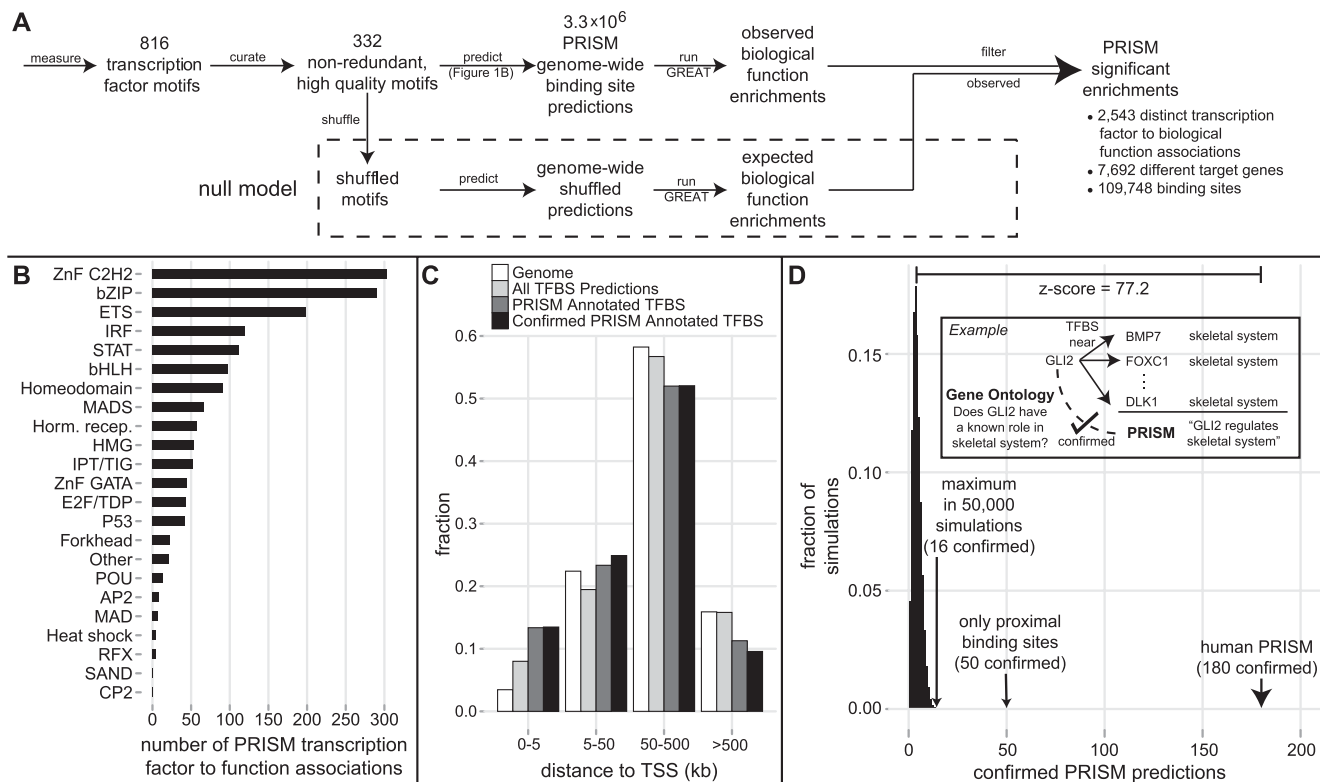 A
measure
816
transcription
factor motifs
curate
332
non-redundant,
high quality motifs
predict
(Figure 1B)
3.3×10⁶
PRISM
genome-wide
binding site
predictions
run
GREAT
observed
biological
function
enrichments
filter
observed
PRISM
significant
enrichments
• 2,543 distinct transcription
factor to biological
function associations
• 7,692 different target genes
• 109,748 binding sites
shuffle
null model
shuffled
motifs
predict
genome-wide
shuffled
predictions
run
GREAT
expected
biological
function
enrichments
B
ZnF C2H2
bZIP
ETS
IRF
STAT
bHLH
Homeodomain
MADS
Horm. recep.
HMG
IPT/TIG
ZnF GATA
E2F/TDP
P53
Forkhead
Other
POU
AP2
MAD
Heat shock
RFX
SAND
CP2
0 50 100 150 200 250 300
number of PRISM transcription
factor to function associations
C
Genome
All TFBS Predictions
PRISM Annotated TFBS
Confirmed PRISM Annotated TFBS
fraction
0.6
0.5
0.4
0.3
0.2
0.1
0.0
0-5 5-50 50-500 >500
distance to TSS (kb)
D
z-score = 77.2
Example
TFBS
near
GLI2
BMP7 skeletal system
FOXC1 skeletal system
DLK1 skeletal system
Gene Ontology
Does GLI2 have
a known role in
skeletal system?
confirmed
PRISM
"GLI2 regulates
skeletal system"
fraction of
simulations
0.15
0.10
0.05
0.00
maximum
in 50,000
simulations
(16 confirmed)
only proximal
binding sites
(50 confirmed)
human PRISM
(180 confirmed)
0 50 100 150 200
confirmed PRISM predictions